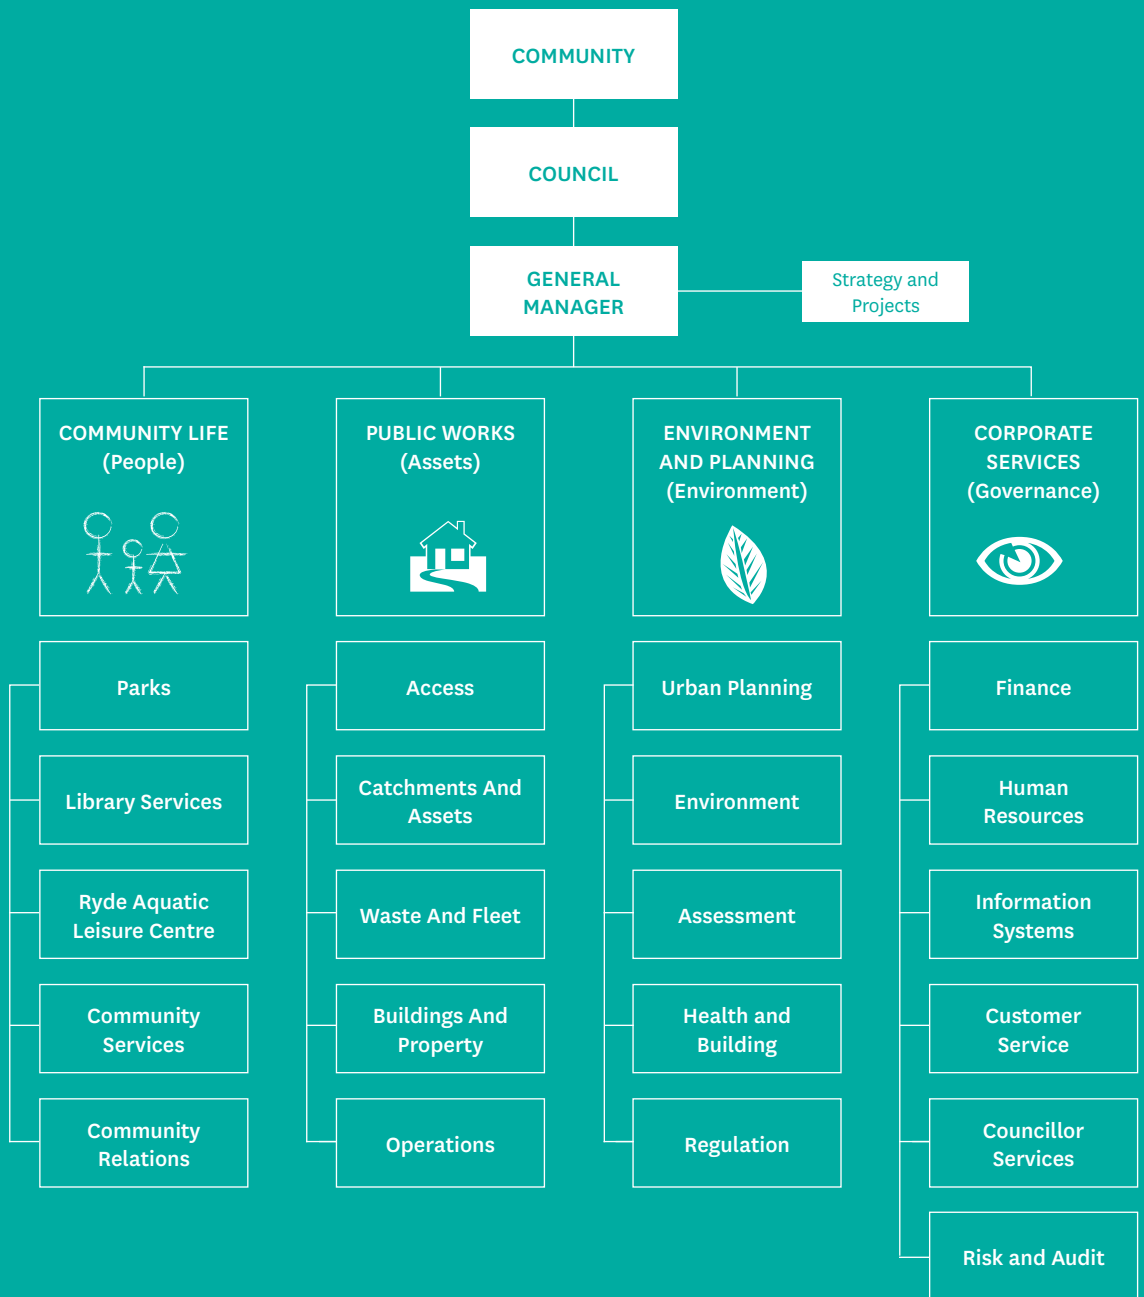 COMMUNITY
COUNCIL
GENERAL
MANAGER
Strategy and
Projects
COMMUNITY LIFE
(People)
PUBLIC WORKS
(Assets)
ENVIRONMENT
AND PLANNING
(Environment)
CORPORATE
SERVICES
(Governance)
Parks
Library Services
Ryde Aquatic
Leisure Centre
Community
Services
Community
Relations
Access
Catchments And
Assets
Waste And Fleet
Buildings And
Property
Operations
Urban Planning
Environment
Assessment
Health and
Building
Regulation
Finance
Human
Resources
Information
Systems
Customer
Service
Councillor
Services
Risk and Audit